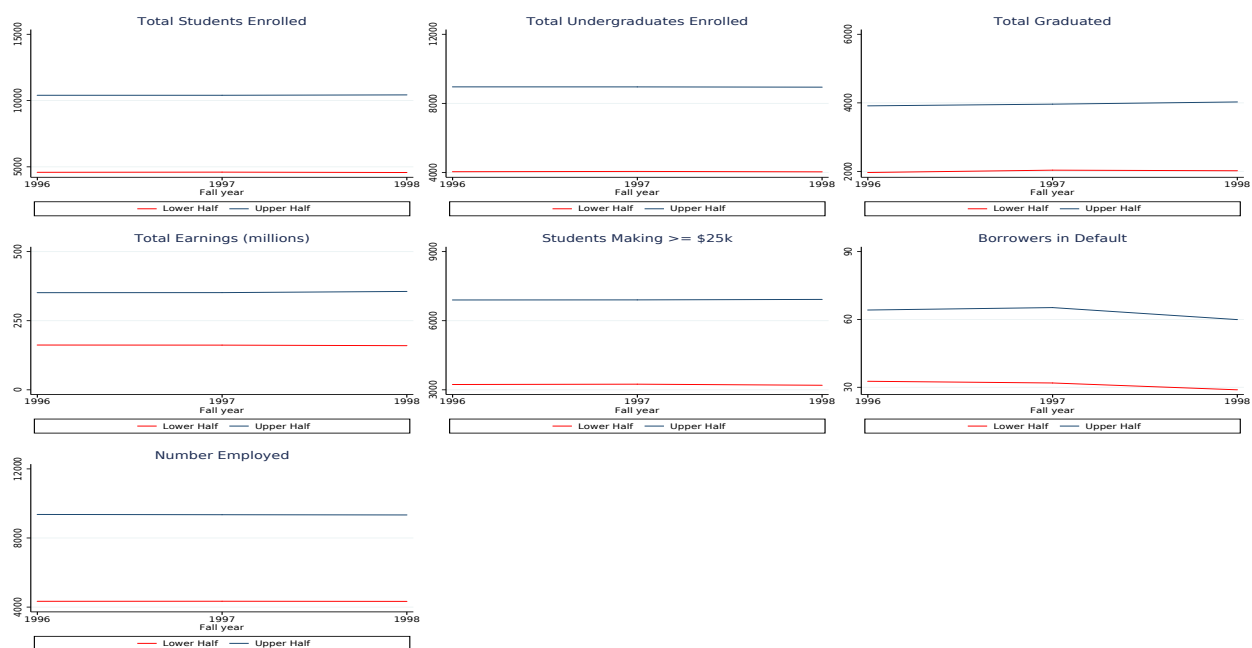 Total Students Enrolled
15000
10000
5000
1996 1997 1998
Fall year
Lower Half Upper Half
Total Undergraduates Enrolled
12000
8000
4000
1996 1997 1998
Fall year
Lower Half Upper Half
Total Graduated
6000
4000
2000
1996 1997 1998
Fall year
Lower Half Upper Half
Total Earnings (millions)
500
250
0
1996 1997 1998
Fall year
Lower Half Upper Half
Students Making >= $25k
9000
6000
3000
1996 1997 1998
Fall year
Lower Half Upper Half
Borrowers in Default
90
60
30
1996 1997 1998
Fall year
Lower Half Upper Half
Number Employed
12000
8000
4000
1996 1997 1998
Fall year
Lower Half Upper Half